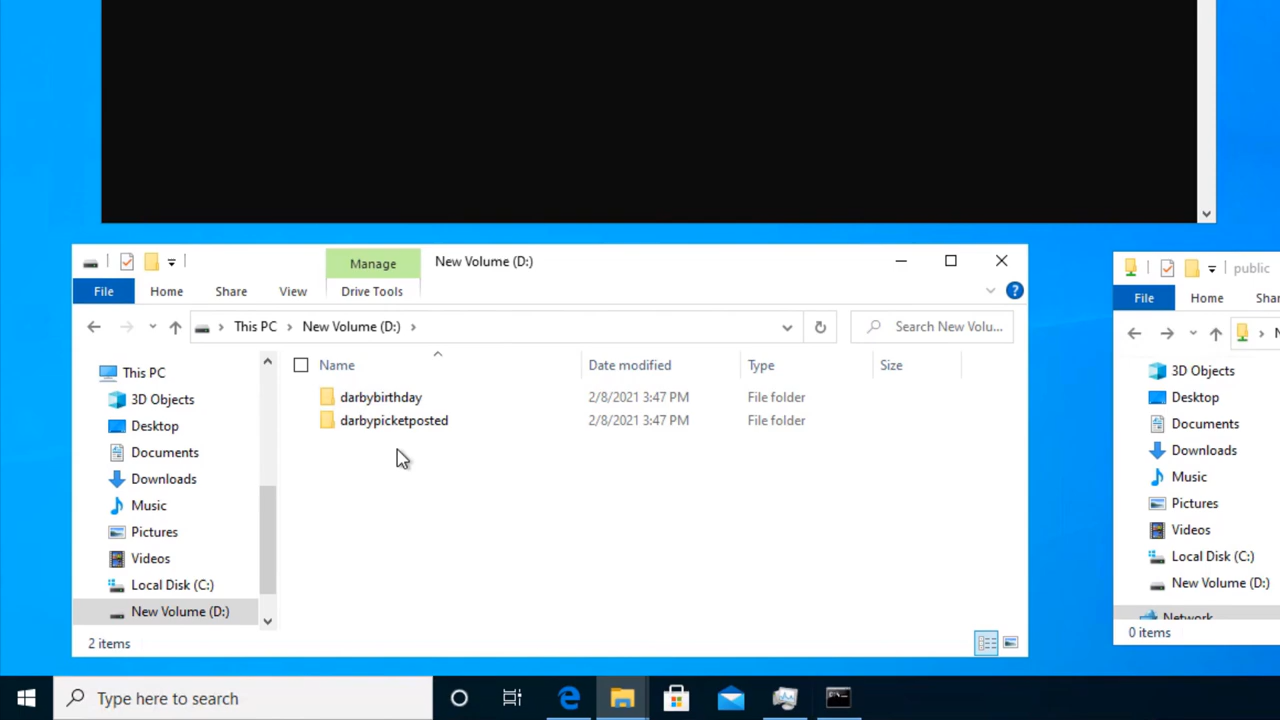 Manage
New Volume (D:)
File
Home
Share
View
Drive Tools
This PC
New Volume (D:)
Search New Volu...
Name
Date modified
Type
Size
This PC
3D Objects
Desktop
Documents
Downloads
Music
Pictures
Videos
Local Disk (C:)
New Volume (D:)
darbybirthday
2/8/2021 3:47 PM
File folder
darbypicketposted
2/8/2021 3:47 PM
File folder
2 items
public
File
Home
Shar
N
3D Objects
Desktop
Documents
Downloads
Music
Pictures
Videos
Local Disk (C:)
New Volume (D:)
Network
0 items
Type here to search